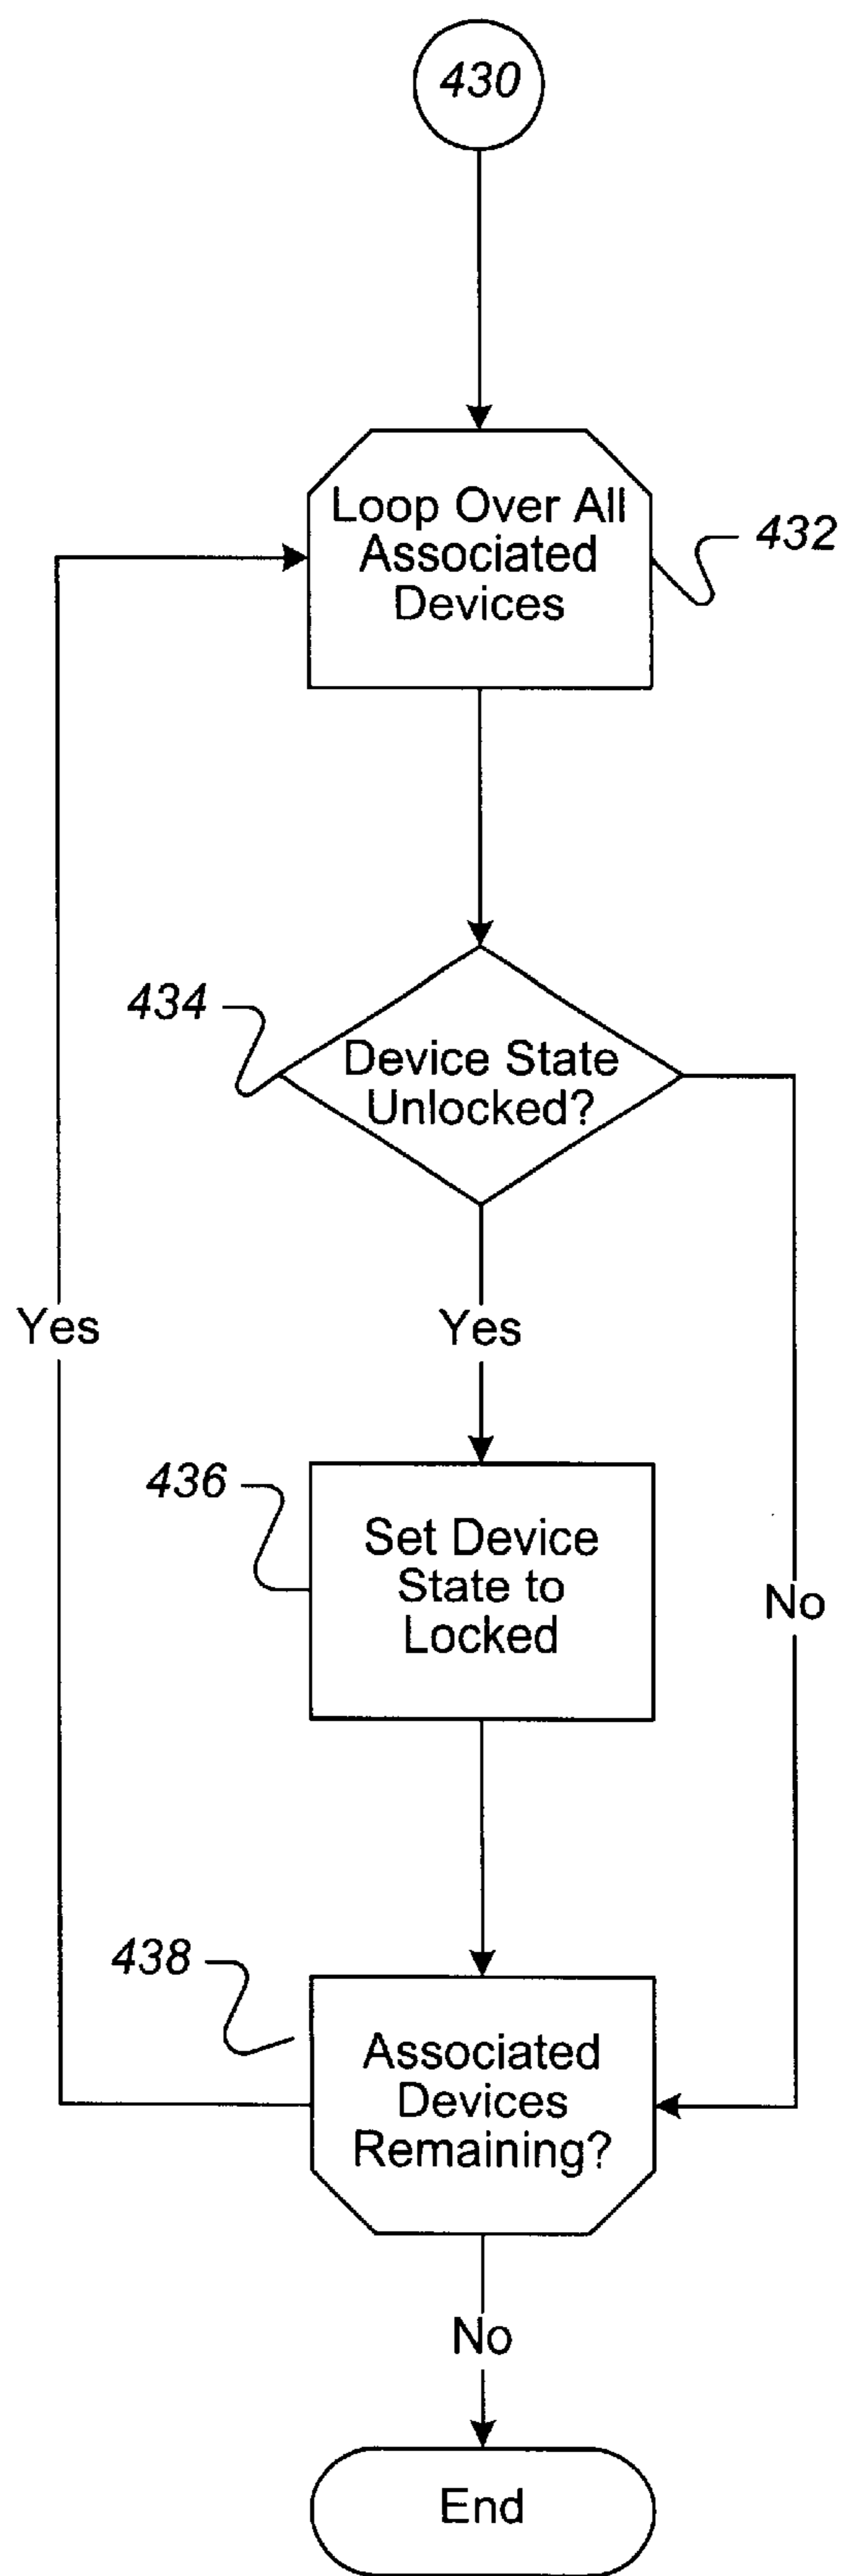 430
Loop Over All
Associated
Devices
432
434
Device State
Unlocked?
Yes
Yes
436
Set Device
State to
Locked
No
438
Associated
Devices
Remaining?
No
End